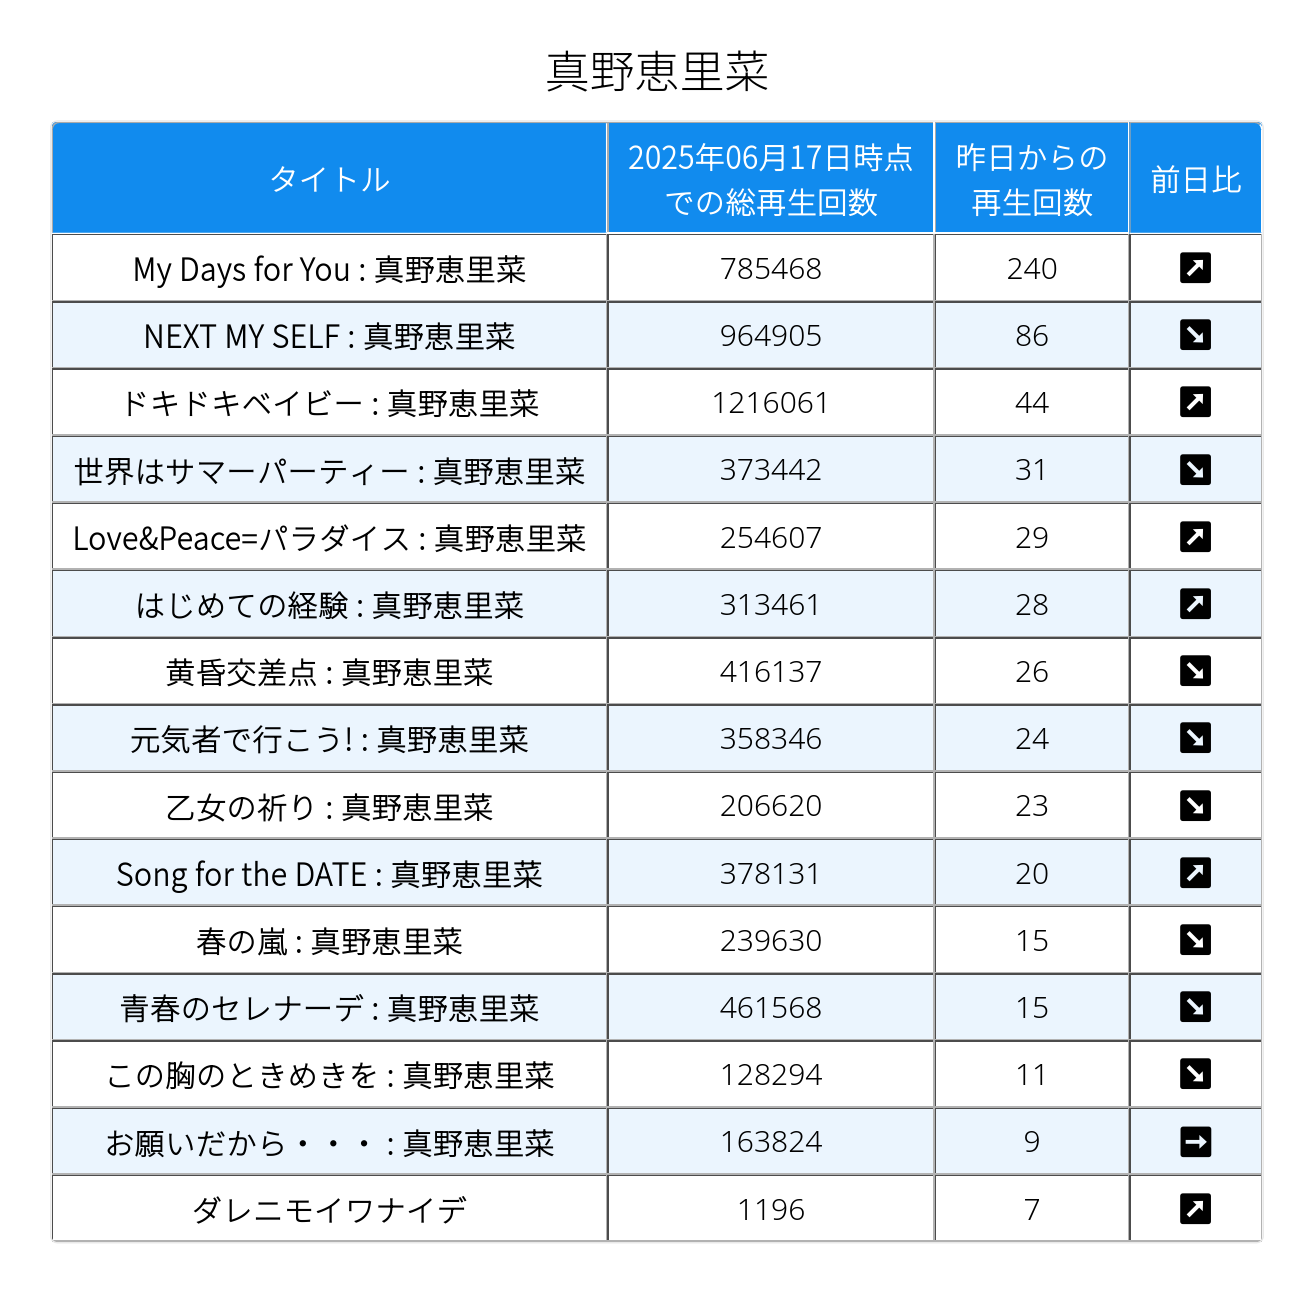 真野恵里菜
タイトル 2025年06月17日時点での総再生回数 昨日からの再生回数 前日比
My Days for You : 真野恵里菜 785468 240 ↗
NEXT MY SELF : 真野恵里菜 964905 86 ↘
ドキドキベイビー : 真野恵里菜 1216061 44 ↗
世界はサマーパーティー : 真野恵里菜 373442 31 ↘
Love&Peace=パラダイス : 真野恵里菜 254607 29 ↗
はじめての経験 : 真野恵里菜 313461 28 ↗
黄昏交差点 : 真野恵里菜 416137 26 ↘
元気者で行こう! : 真野恵里菜 358346 24 ↘
乙女の祈り : 真野恵里菜 206620 23 ↘
Song for the DATE : 真野恵里菜 378131 20 ↗
春の嵐 : 真野恵里菜 239630 15 ↘
青春のセレナーデ : 真野恵里菜 461568 15 ↘
この胸のときめきを : 真野恵里菜 128294 11 ↘
お願いだから・・・ : 真野恵里菜 163824 9 →
ダレニモイワナイデ 1196 7 ↗